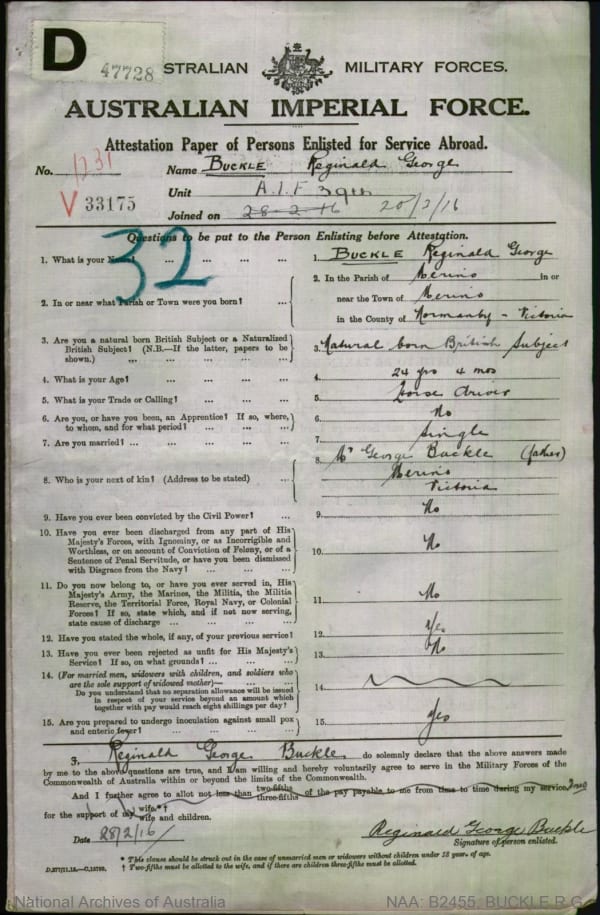 D
47728
STRALIAN MILITARY FORCES.
AUSTRALIAN IMPERIAL FORCE.
Attestation Paper of Persons Enlisted for Service Abroad.
No. 1231 Name BUCKLE Reginald George
V 33175 Unit A.I.F 39th
Joined on 28-2-16 28/2/16
32
Questions to be put to the Person Enlisting before Attestation.
1. What is your Name? ... ... ... ... 1. BUCKLE Reginald George
2. In or near what Parish or Town were you born? ...
2. In the Parish of Merino in or
near the Town of Merino
in the County of Normanby - Victoria
3. Are you a natural born British Subject or a Naturalized
British Subject? (N.B.—If the latter, papers to be
shown.) ... ... ... ...
3. Natural born British Subject
4. What is your Age? ... ... ... ... 4. 24 yrs 4 mos
5. What is your Trade or Calling? ... ... ... 5. Horse driver
6. Are you, or have you been, an Apprentice? If so, where,
to whom, and for what period? ... ... ...
6. No
7. Are you married? ... ... ... ... 7. Single
8. Who is your next of kin? (Address to be stated) ...
8. Mr George Buckle (father)
Merino
Victoria
9. Have you ever been convicted by the Civil Power? ... 9. No
10. Have you ever been discharged from any part of His
Majesty's Forces, with Ignominy, or as Incorrigible and
Worthless, or on account of Conviction of Felony, or of a
Sentence of Penal Servitude, or have you been dismissed
with Disgrace from the Navy? ... ... ...
10. No
11. Do you now belong to, or have you ever served in, His
Majesty's Army, the Marines, the Militia, the Militia
Reserve, the Territorial Force, Royal Navy, or Colonial
Forces? If so, state which, and if not now serving,
state cause of discharge ... ... ...
11. No
12. Have you stated the whole, if any, of your previous service? 12. Yes
13. Have you ever been rejected as unfit for His Majesty's
Service? If so, on what grounds? ... ... ...
13. No
14. (For married men, widowers with children, and soldiers who
are the sole support of widowed mother)— ...
Do you understand that no separation allowance will be issued
in respect of your service beyond an amount which
together with pay would reach eight shillings per day?
14.
15. Are you prepared to undergo inoculation against small pox
and enteric fever? ... ... ... ...
15. Yes
I, Reginald George Buckle do solemnly declare that the above answers made
by me to the above questions are true, and I am willing and hereby voluntarily agree to serve in the Military Forces of the
Commonwealth of Australia within or beyond the limits of the Commonwealth.
And I further agree to allot not less than two-fifths three-fifths of the pay payable to me from time to time during my service
for the support of my wife.*† wife and children.
Date 28/2/16 Reginald George Buckle
Signature of person enlisted.
* This clause should be struck out in the case of unmarried men or widowers without children under 18 years of age.
† Two-fifths must be allotted to the wife, and if there are children three-fifths must be allotted.
National Archives of Australia NAA: B2455, BUCKLE R G